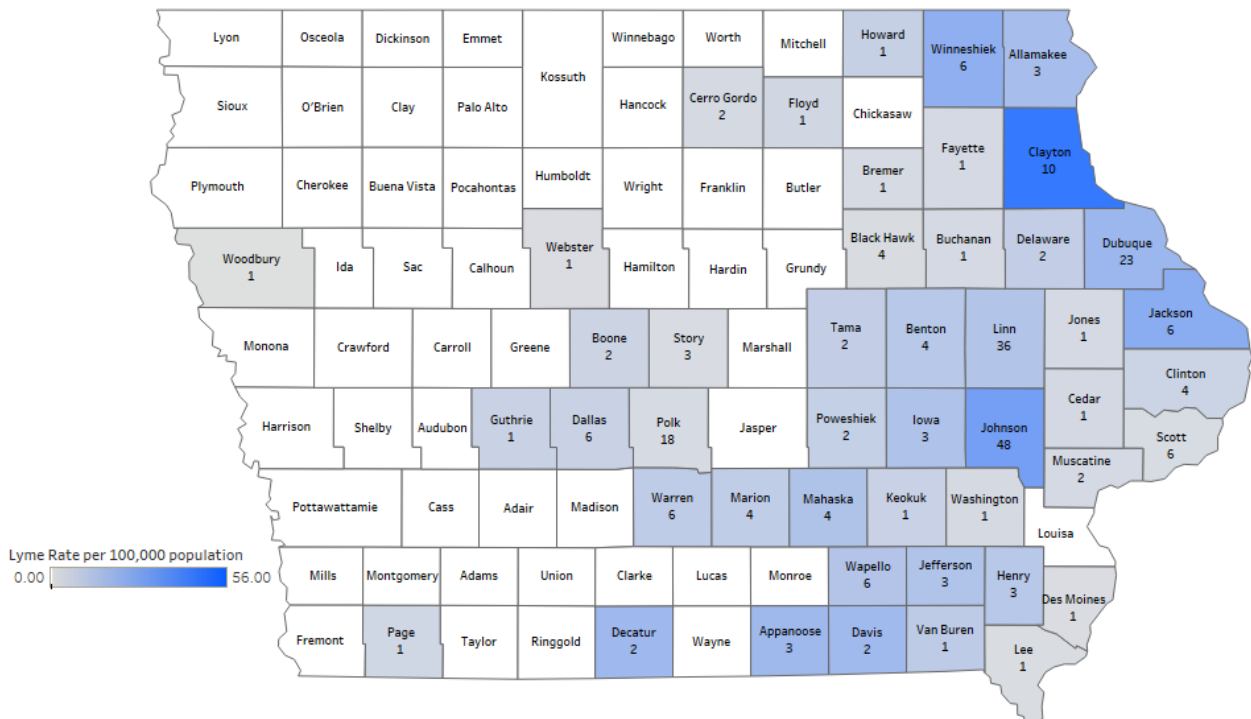 Lyon
Osceola
Dickinson
Emmet
Kossuth
Winnebago
Worth
Mitchell
Howard
1
Winneshiek
6
Allamakee
3
Sioux
O'Brien
Clay
Palo Alto
Hancock
Cerro Gordo
2
Floyd
1
Chickasaw
Fayette
1
Clayton
10
Plymouth
Cherokee
Buena Vista
Pocahontas
Humboldt
Wright
Franklin
Butler
Bremer
1
Woodbury
1
Ida
Sac
Calhoun
Webster
1
Hamilton
Hardin
Grundy
Black Hawk
4
Buchanan
1
Delaware
2
Dubuque
23
Monona
Crawford
Carroll
Greene
Boone
2
Story
3
Marshall
Tama
2
Benton
4
Linn
36
Jones
1
Jackson
6
Clinton
4
Harrison
Shelby
Audubon
Guthrie
1
Dallas
6
Polk
18
Jasper
Poweshiek
2
Iowa
3
Johnson
48
Cedar
1
Scott
6
Muscatine
2
Pottawattamie
Cass
Adair
Madison
Warren
6
Marion
4
Mahaska
4
Keokuk
1
Washington
1
Louisa
Lyme Rate per 100,000 population
0.00 56.00
Mills
Montgomery
Adams
Union
Clarke
Lucas
Monroe
Wapello
6
Jefferson
3
Henry
3
Des Moines
1
Fremont
Page
1
Taylor
Ringgold
Decatur
2
Wayne
Appanoose
3
Davis
2
Van Buren
1
Lee
1